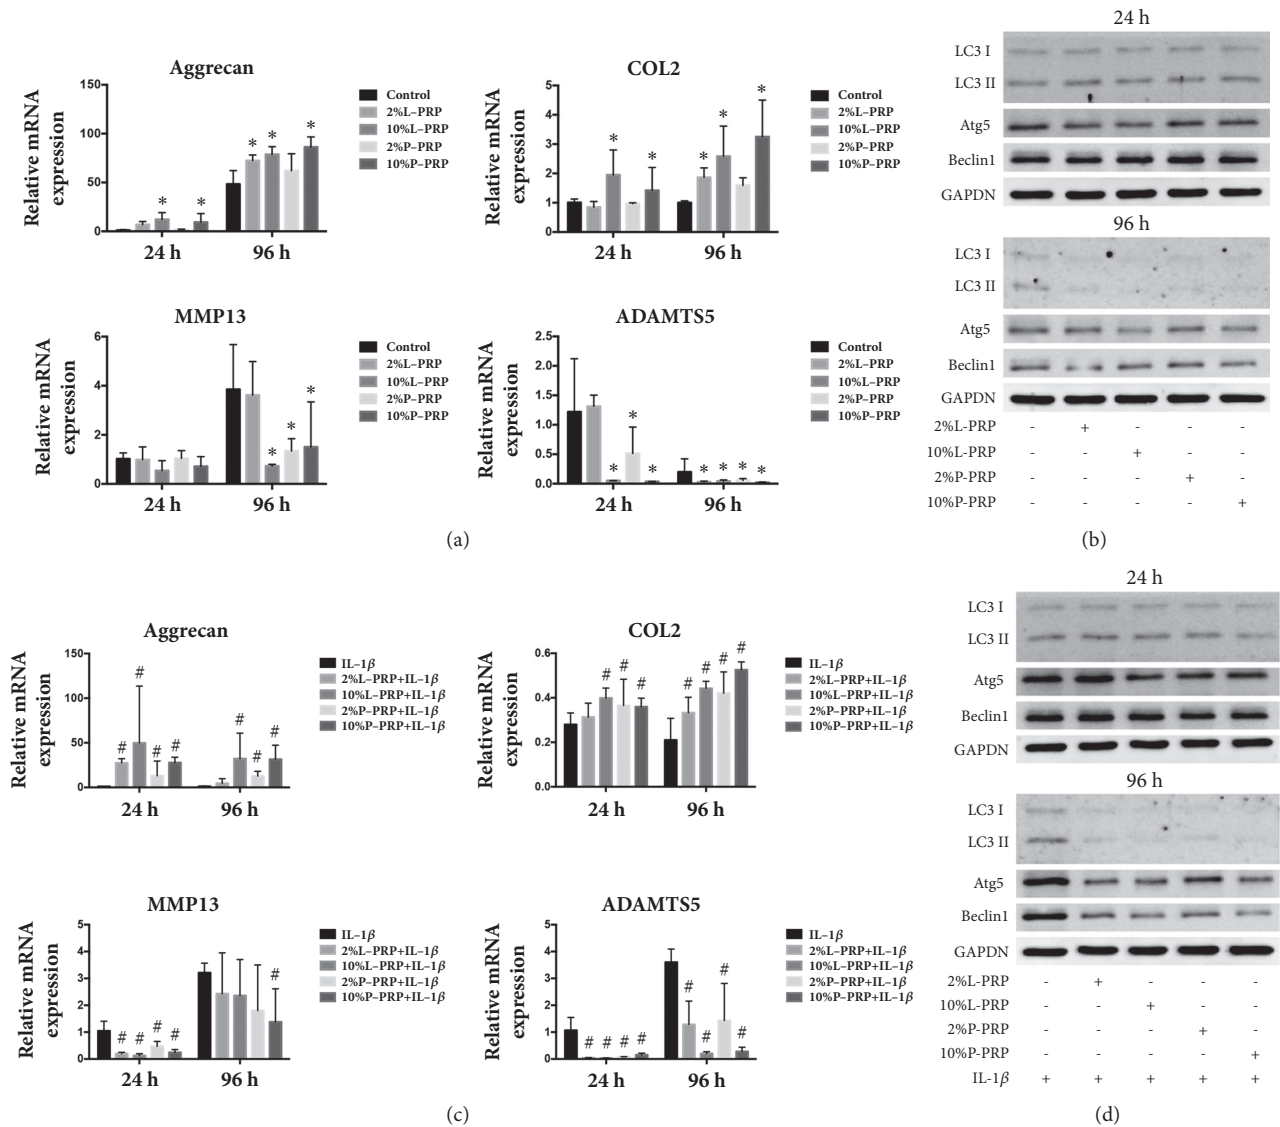 Aggrecan
Relative mRNA
expression
150
100
50
0
* * * * *
24 h 96 h
Control
2%L-PRP
10%L-PRP
2%P-PRP
10%P-PRP
COL2
Relative mRNA
expression
5
4
3
2
1
0
* * * * *
24 h 96 h
Control
2%L-PRP
10%L-PRP
2%P-PRP
10%P-PRP
MMP13
Relative mRNA
expression
6
4
2
0
* * *
24 h 96 h
Control
2%L-PRP
10%L-PRP
2%P-PRP
10%P-PRP
ADAMTS5
Relative mRNA
expression
2.5
2.0
1.5
1.0
0.5
0.0
* * * * * * *
24 h 96 h
Control
2%L-PRP
10%L-PRP
2%P-PRP
10%P-PRP
(a)
24 h
LC3 I
LC3 II
Atg5
Beclin1
GAPDN
96 h
LC3 I
LC3 II
Atg5
Beclin1
GAPDN
2%L-PRP - + - - -
10%L-PRP - - + - -
2%P-PRP - - - + -
10%P-PRP - - - - +
(b)
Aggrecan
Relative mRNA
expression
150
100
50
0
# # # # # # #
24 h 96 h
IL-1β
2%L-PRP+IL-1β
10%L-PRP+IL-1β
2%P-PRP+IL-1β
10%P-PRP+IL-1β
COL2
Relative mRNA
expression
0.6
0.4
0.2
0.0
# # # # # # #
24 h 96 h
IL-1β
2%L-PRP+IL-1β
10%L-PRP+IL-1β
2%P-PRP+IL-1β
10%P-PRP+IL-1β
MMP13
Relative mRNA
expression
5
4
3
2
1
0
# # # # #
24 h 96 h
IL-1β
2%L-PRP+IL-1β
10%L-PRP+IL-1β
2%P-PRP+IL-1β
10%P-PRP+IL-1β
ADAMTS5
Relative mRNA
expression
5
4
3
2
1
0
# # # # # # # #
24 h 96 h
IL-1β
2%L-PRP+IL-1β
10%L-PRP+IL-1β
2%P-PRP+IL-1β
10%P-PRP+IL-1β
(c)
24 h
LC3 I
LC3 II
Atg5
Beclin1
GAPDN
96 h
LC3 I
LC3 II
Atg5
Beclin1
GAPDN
2%L-PRP - + - - -
10%L-PRP - - + - -
2%P-PRP - - - + -
10%P-PRP - - - - +
IL-1β + + + + +
(d)